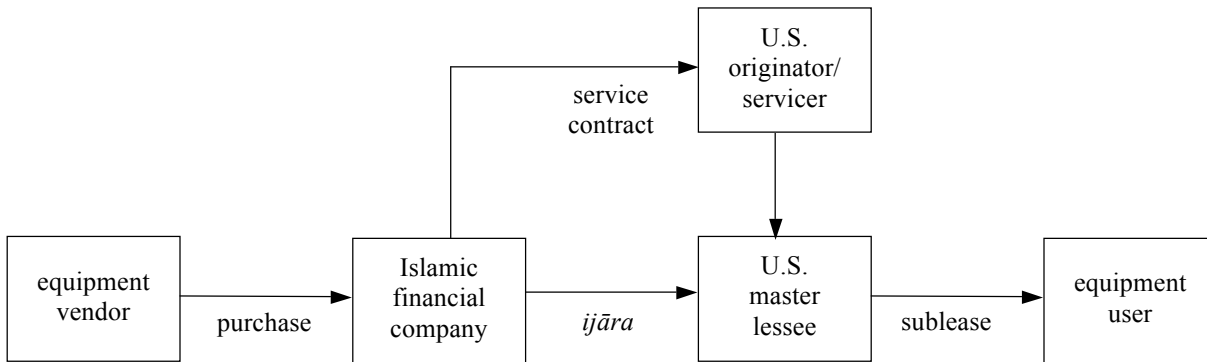 U.S.
originator/
servicer
service
contract
equipment
vendor
purchase
Islamic
financial
company
ijāra
U.S.
master
lessee
sublease
equipment
user